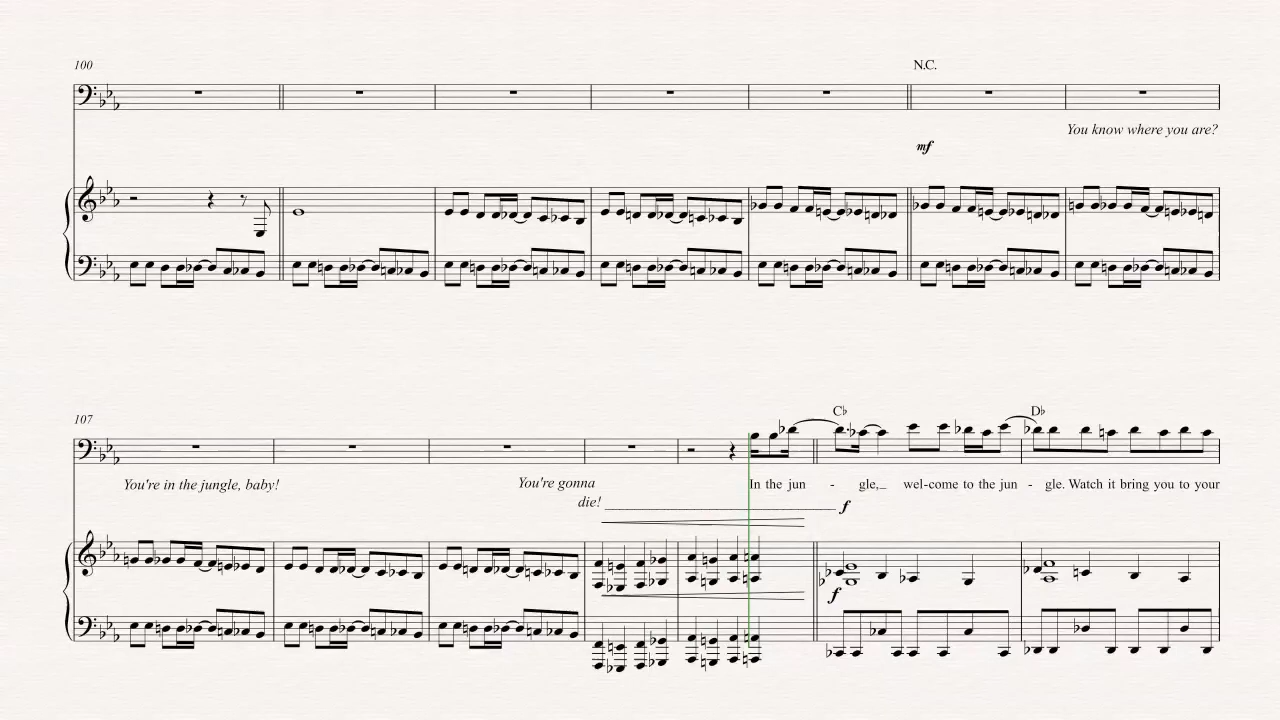 100
N.C.
You know where you are?
mf
107
C♭ D♭
You're in the jungle, baby! You're gonna In the jun - gle,_ wel-come to the jun - gle. Watch it bring you to your
die! f
f